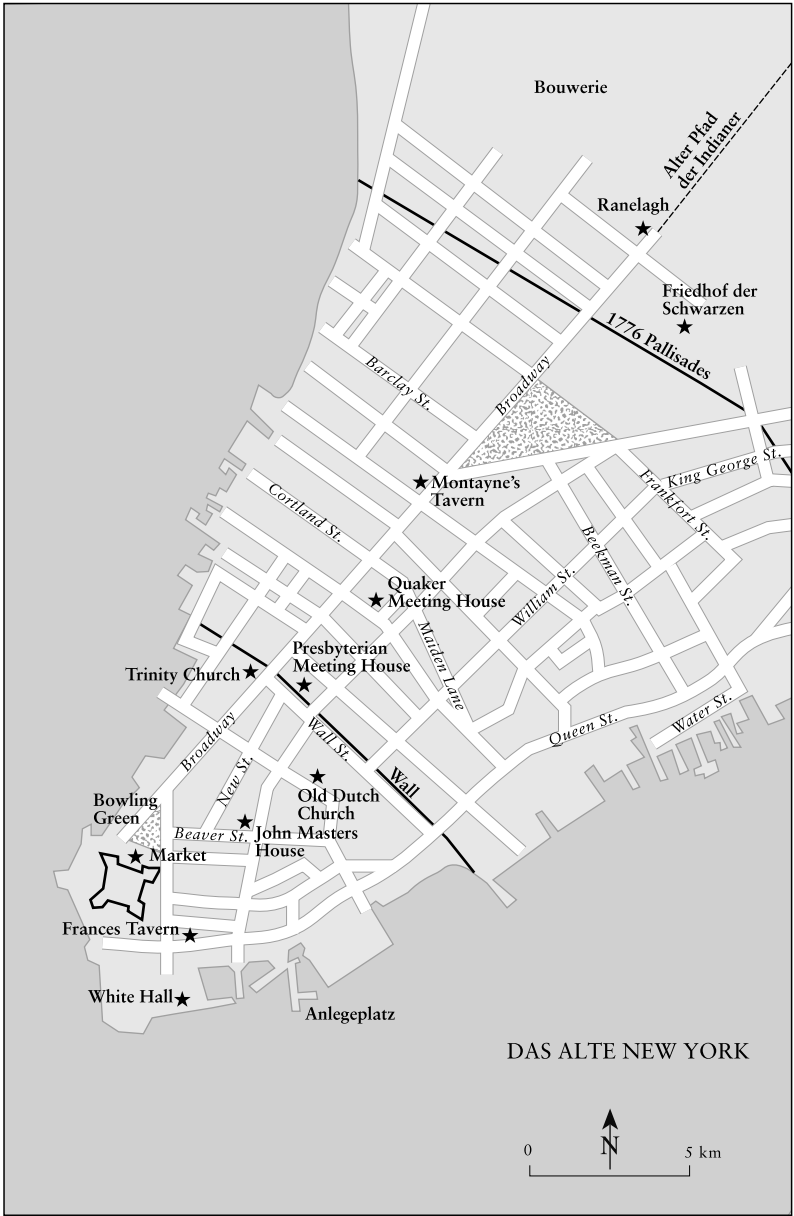 Bouwerie
Alter Pfad
der Indianer
Ranelagh
Friedhof der
Schwarzen
1776 Pallisades
Barclay St.
Broadway
King George St.
Frankfort St.
Montayne's
Tavern
Cortland St.
Beekman St.
William St.
Quaker
Meeting House
Maiden Lane
Presbyterian
Meeting House
Trinity Church
Water St.
Queen St.
Broadway
Wall St.
New St.
Wall
Old Dutch
Church
Bowling
Green
Beaver St.
John Masters
House
Market
Frances Tavern
White Hall
Anlegeplatz
DAS ALTE NEW YORK
N
0
5 km